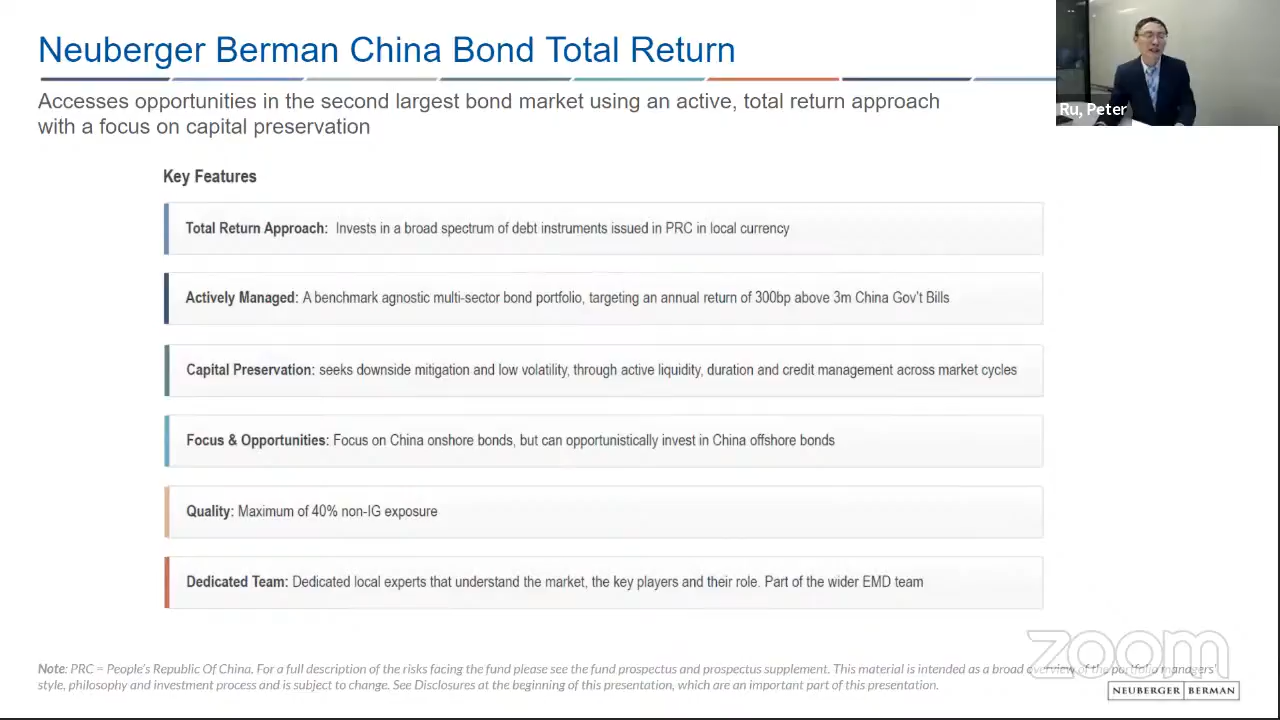 Neuberger Berman China Bond Total Return
Accesses opportunities in the second largest bond market using an active, total return approach
with a focus on capital preservation
Ru, Peter
Key Features
Total Return Approach: Invests in a broad spectrum of debt instruments issued in PRC in local currency
Actively Managed: A benchmark agnostic multi-sector bond portfolio, targeting an annual return of 300bp above 3m China Gov't Bills
Capital Preservation: seeks downside mitigation and low volatility, through active liquidity, duration and credit management across market cycles
Focus & Opportunities: Focus on China onshore bonds, but can opportunistically invest in China offshore bonds
Quality: Maximum of 40% non-IG exposure
Dedicated Team: Dedicated local experts that understand the market, the key players and their role. Part of the wider EMD team
zoom
Note: PRC = People's Republic Of China. For a full description of the risks facing the fund please see the fund prospectus and prospectus supplement. This material is intended as a broad overview of the portfolio managers'
style, philosophy and investment process and is subject to change. See Disclosures at the beginning of this presentation, which are an important part of this presentation.
NEUBERGER BERMAN